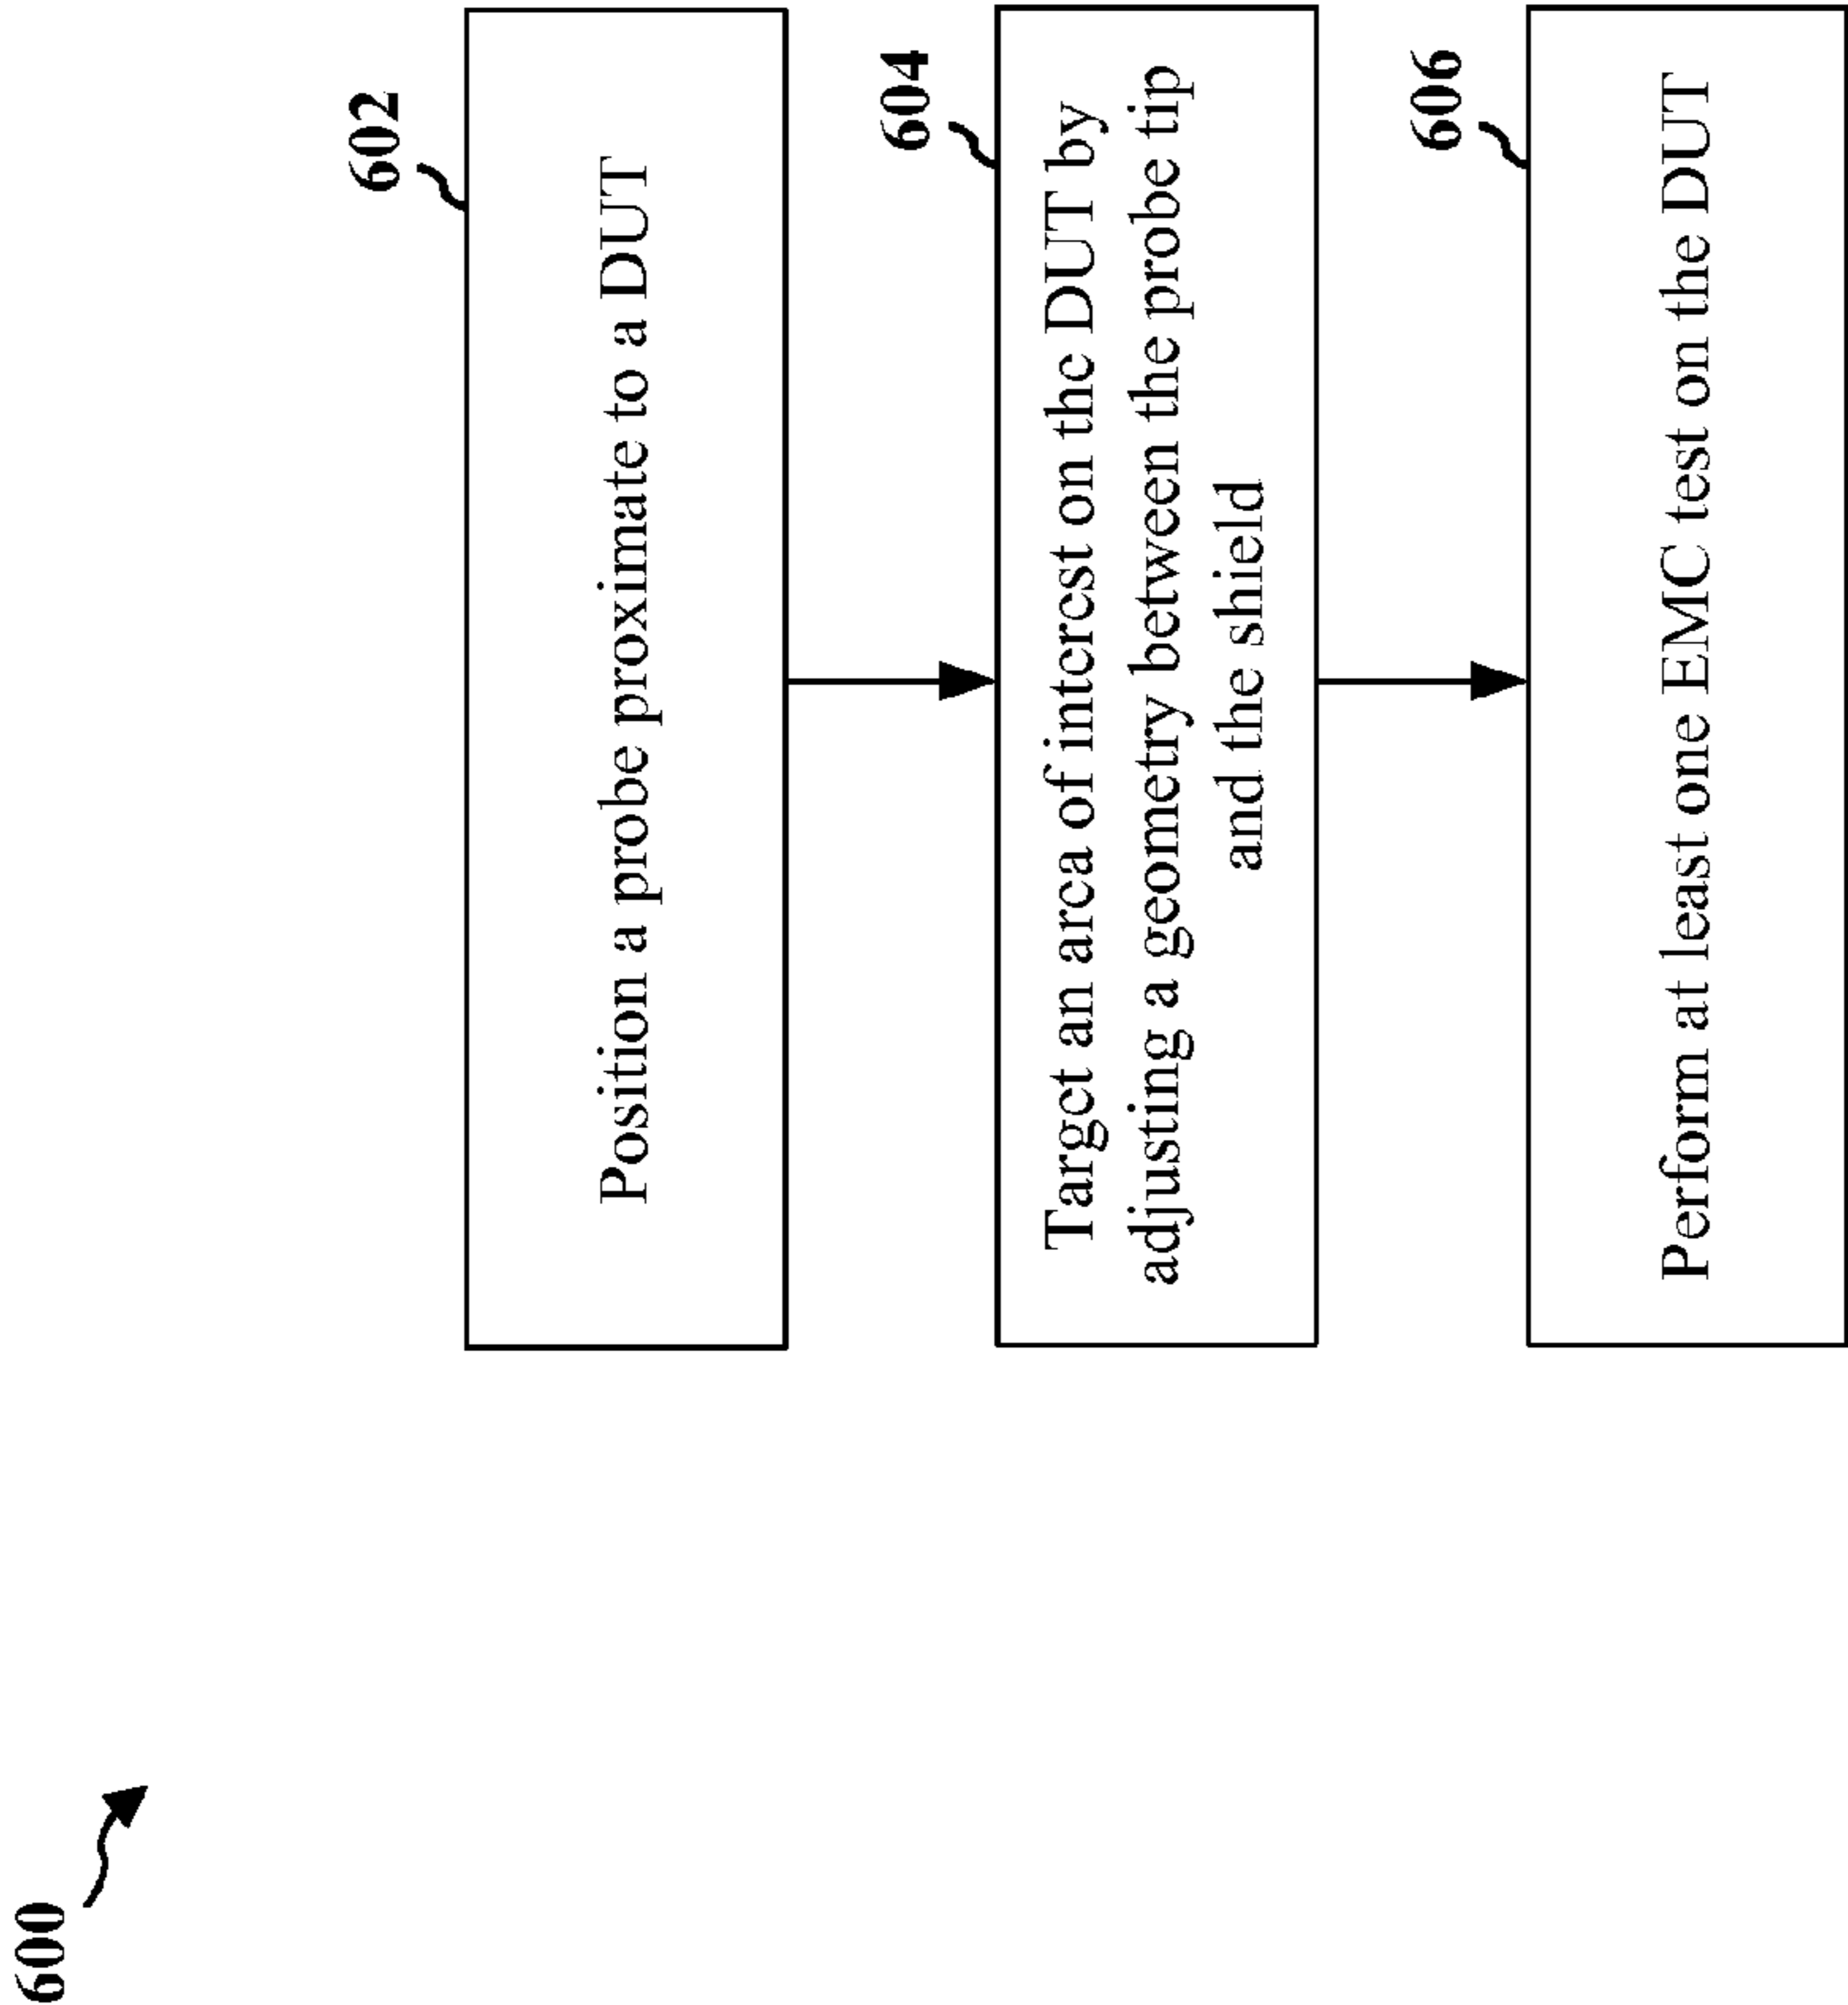 600
602
Position a probe proximate to a DUT
604
Target an area of interest on the DUT by
adjusting a geometry between the probe tip
and the shield
606
Perform at least one EMC test on the DUT